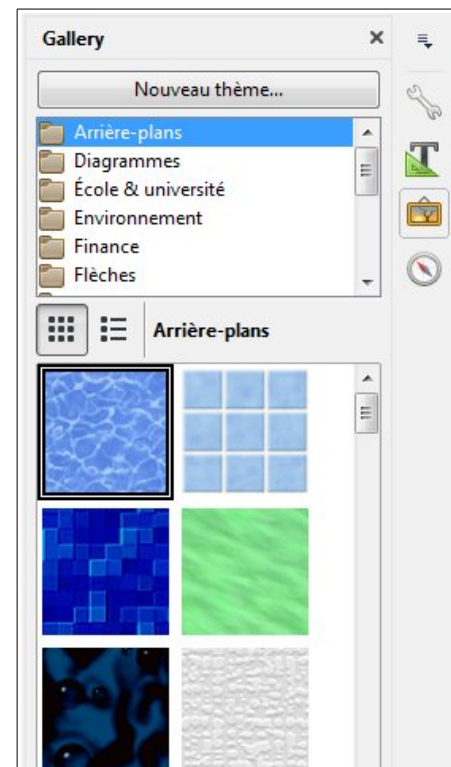 Gallery
Nouveau thème...
Arrière-plans
Diagrammes
École & université
Environnement
Finance
Flèches
Arrière-plans